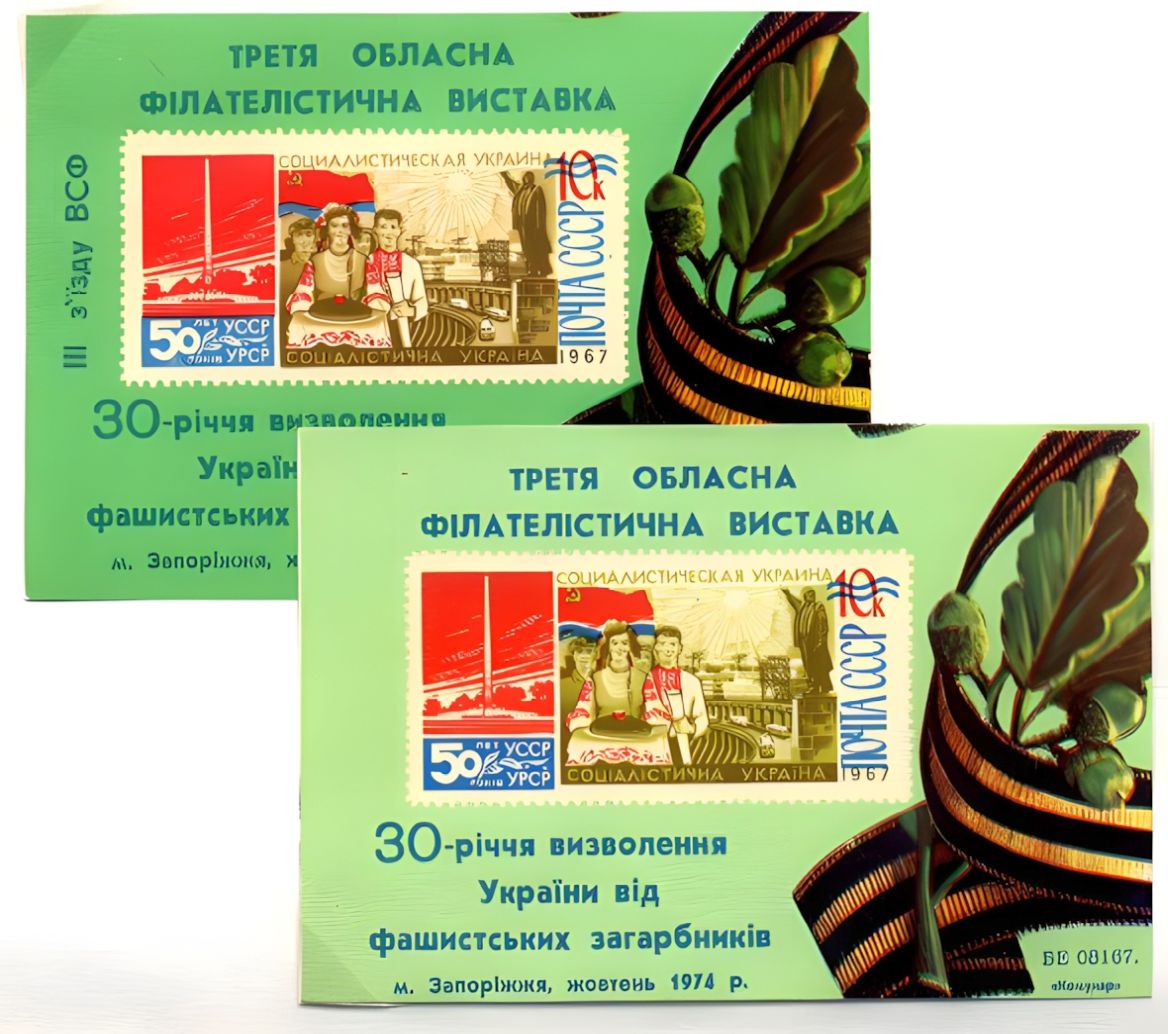 ТРЕТЯ ОБЛАСНА
ФІЛАТЕЛІСТИЧНА ВИСТАВКА
III з'їзду ВСФ
СОЦИАЛИСТИЧЕСКАЯ УКРАИНА
10к
ПОЧТА СССР
50 ЛЕТ УССР
РОКІВ УРСР
СОЦІАЛІСТИЧНА УКРАЇНА
1967
30-річчя визволення
Україн
фашистських
м. Запоріжжя, ж
ТРЕТЯ ОБЛАСНА
ФІЛАТЕЛІСТИЧНА ВИСТАВКА
СОЦИАЛИСТИЧЕСКАЯ УКРАИНА
10к
ПОЧТА СССР
50 ЛЕТ УССР
РОКІВ УРСР
СОЦІАЛІСТИЧНА УКРАЇНА
1967
30-річчя визволення
України від
фашистських загарбників
м. Запоріжжя, жовтень 1974 р.
БЕ 08167.